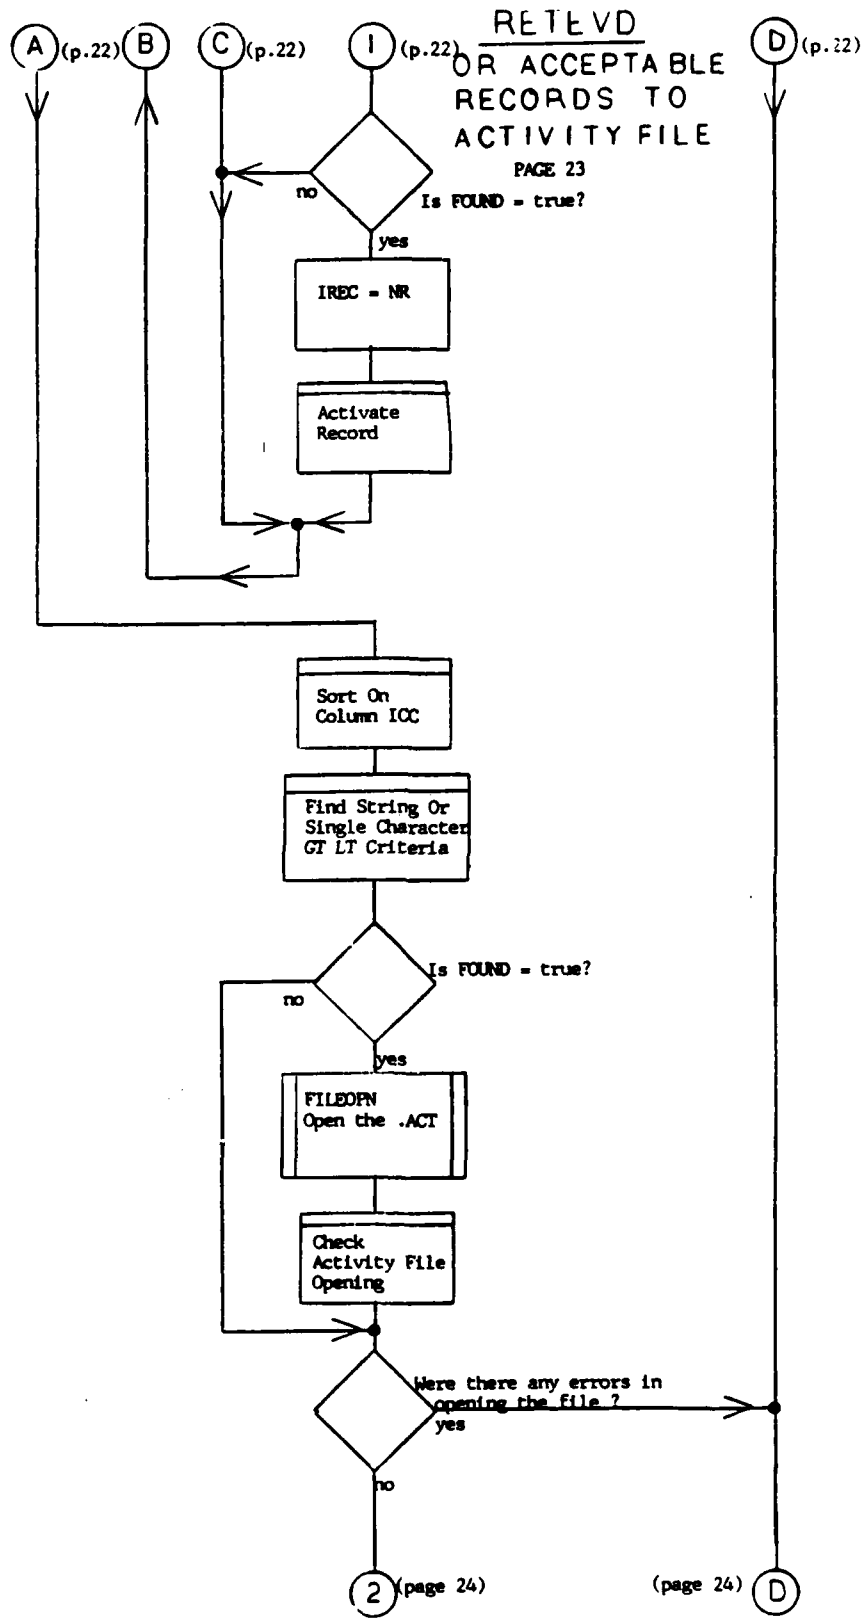 RETEVD
A (p.22) B C (p.22) 1 (p.22) D (p.22)
OR ACCEPTABLE
RECORDS TO
ACTIVITY FILE
PAGE 23
no
Is FOUND = true?
yes
IREC = NR
Activate
Record
Sort On
Column ICC
Find String Or
Single Character
GT LT Criteria
Is FOUND = true?
no
yes
FILEOPN
Open the .ACT
Check
Activity File
Opening
Were there any errors in
opening the file ?
yes
no
2 (page 24) (page 24) D